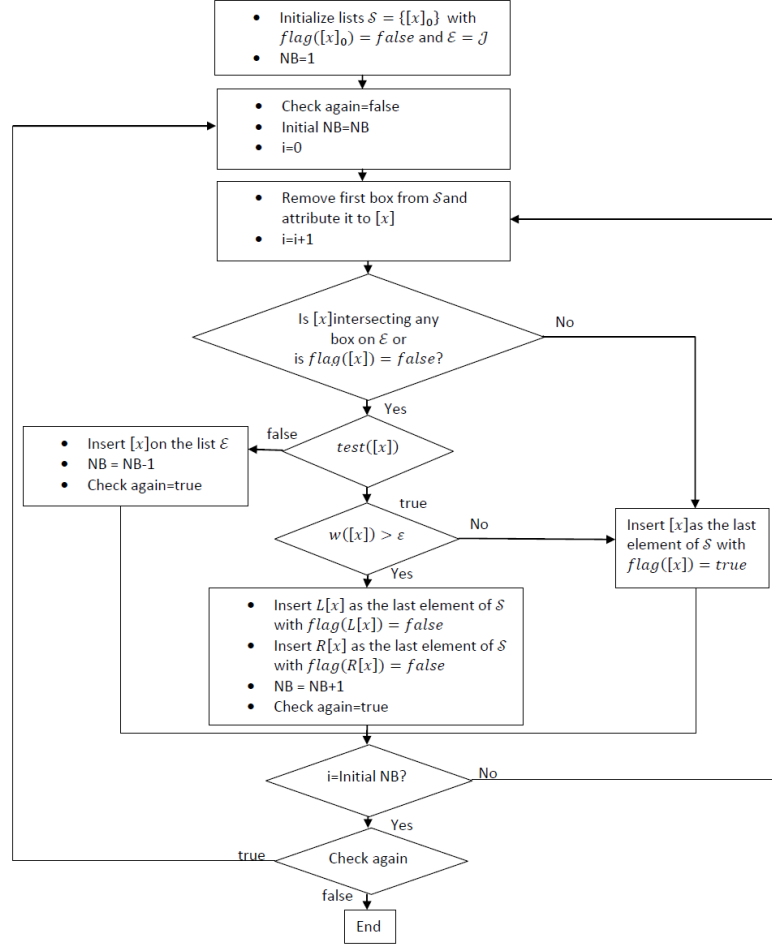 • Initialize lists 𝒮 = {[x]₀} with
flag([x]₀) = false and ℰ = 𝒥
• NB=1
• Check again=false
• Initial NB=NB
• i=0
• Remove first box from 𝒮and
attribute it to [x]
• i=i+1
Is [x]intersecting any
box on ℰ or
is flag([x]) = false?
No
Yes
false
• Insert [x]on the list ℰ
• NB = NB-1
• Check again=true
test([x])
true
w([x]) > ε
No
Insert [x]as the last
element of 𝒮 with
flag([x]) = true
Yes
• Insert L[x] as the last element of 𝒮
with flag(L[x]) = false
• Insert R[x] as the last element of 𝒮
with flag(R[x]) = false
• NB = NB+1
• Check again=true
i=Initial NB?
No
Yes
true
Check again
false
End